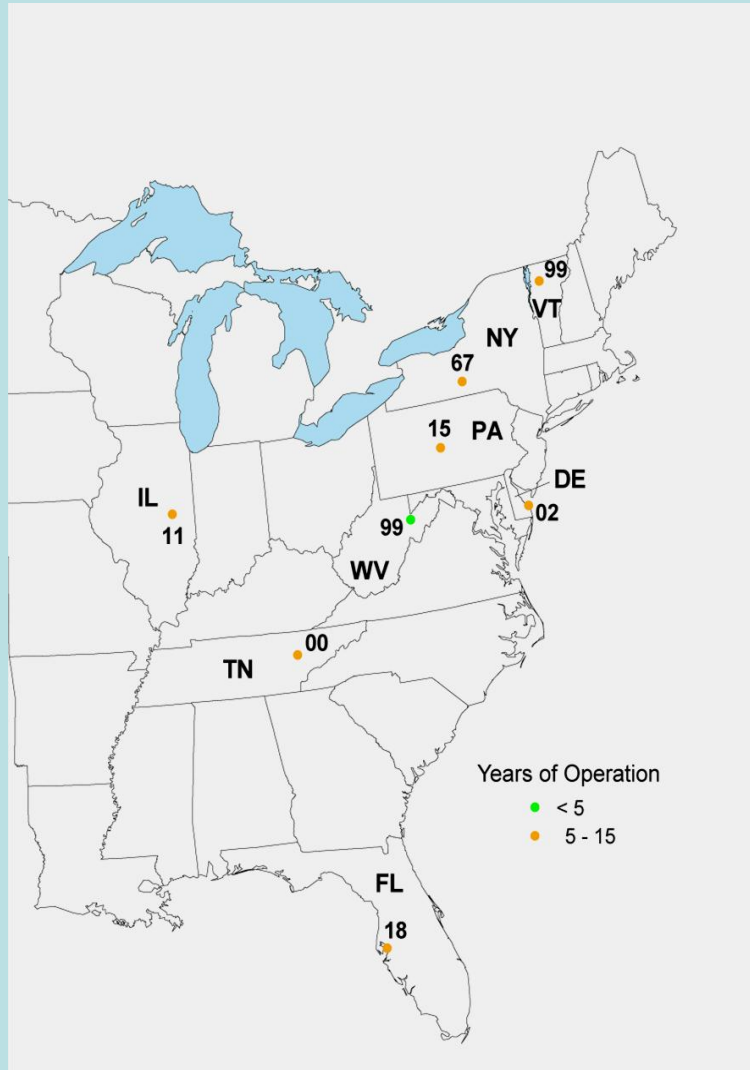 99
VT
NY
67
15
PA
DE
IL
02
11
99
WV
00
TN
Years of Operation
< 5
5 - 15
FL
18